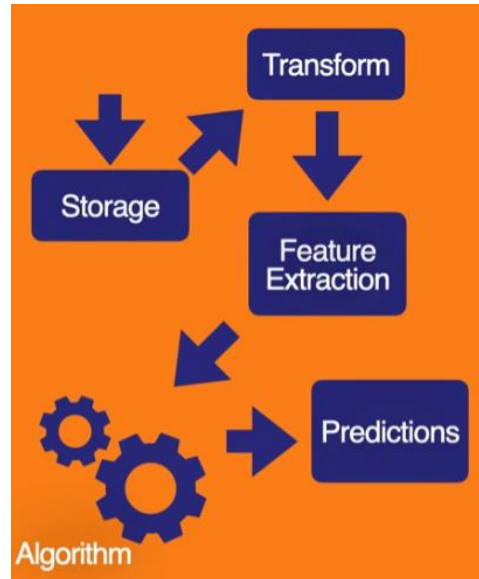 Transform
Storage
Feature
Extraction
Predictions
Algorithm